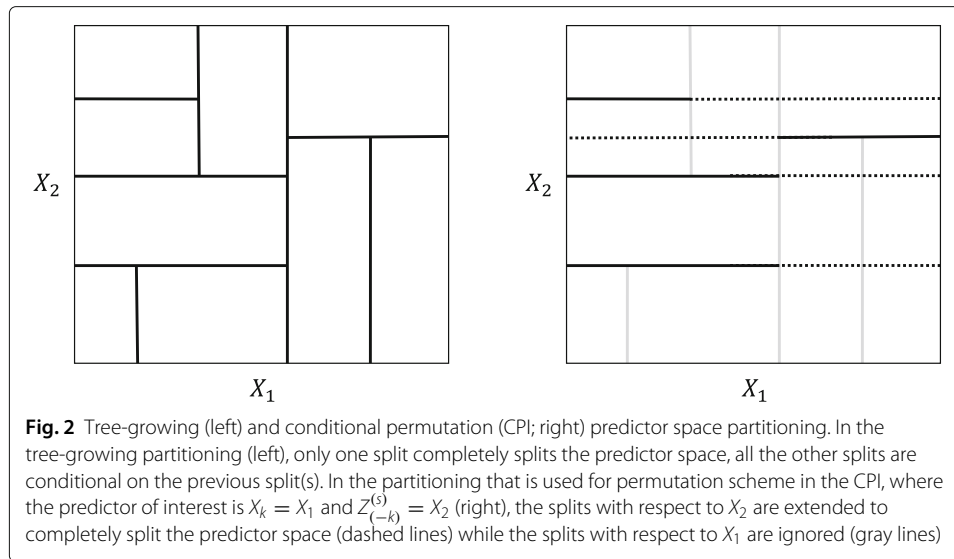 X₂
X₁
X₂
X₁
Fig. 2 Tree-growing (left) and conditional permutation (CPI; right) predictor space partitioning. In the
tree-growing partitioning (left), only one split completely splits the predictor space, all the other splits are
conditional on the previous split(s). In the partitioning that is used for permutation scheme in the CPI, where
the predictor of interest is Xₖ = X₁ and Z₍₋ₖ₎⁽ˢ⁾ = X₂ (right), the splits with respect to X₂ are extended to
completely split the predictor space (dashed lines) while the splits with respect to X₁ are ignored (gray lines)